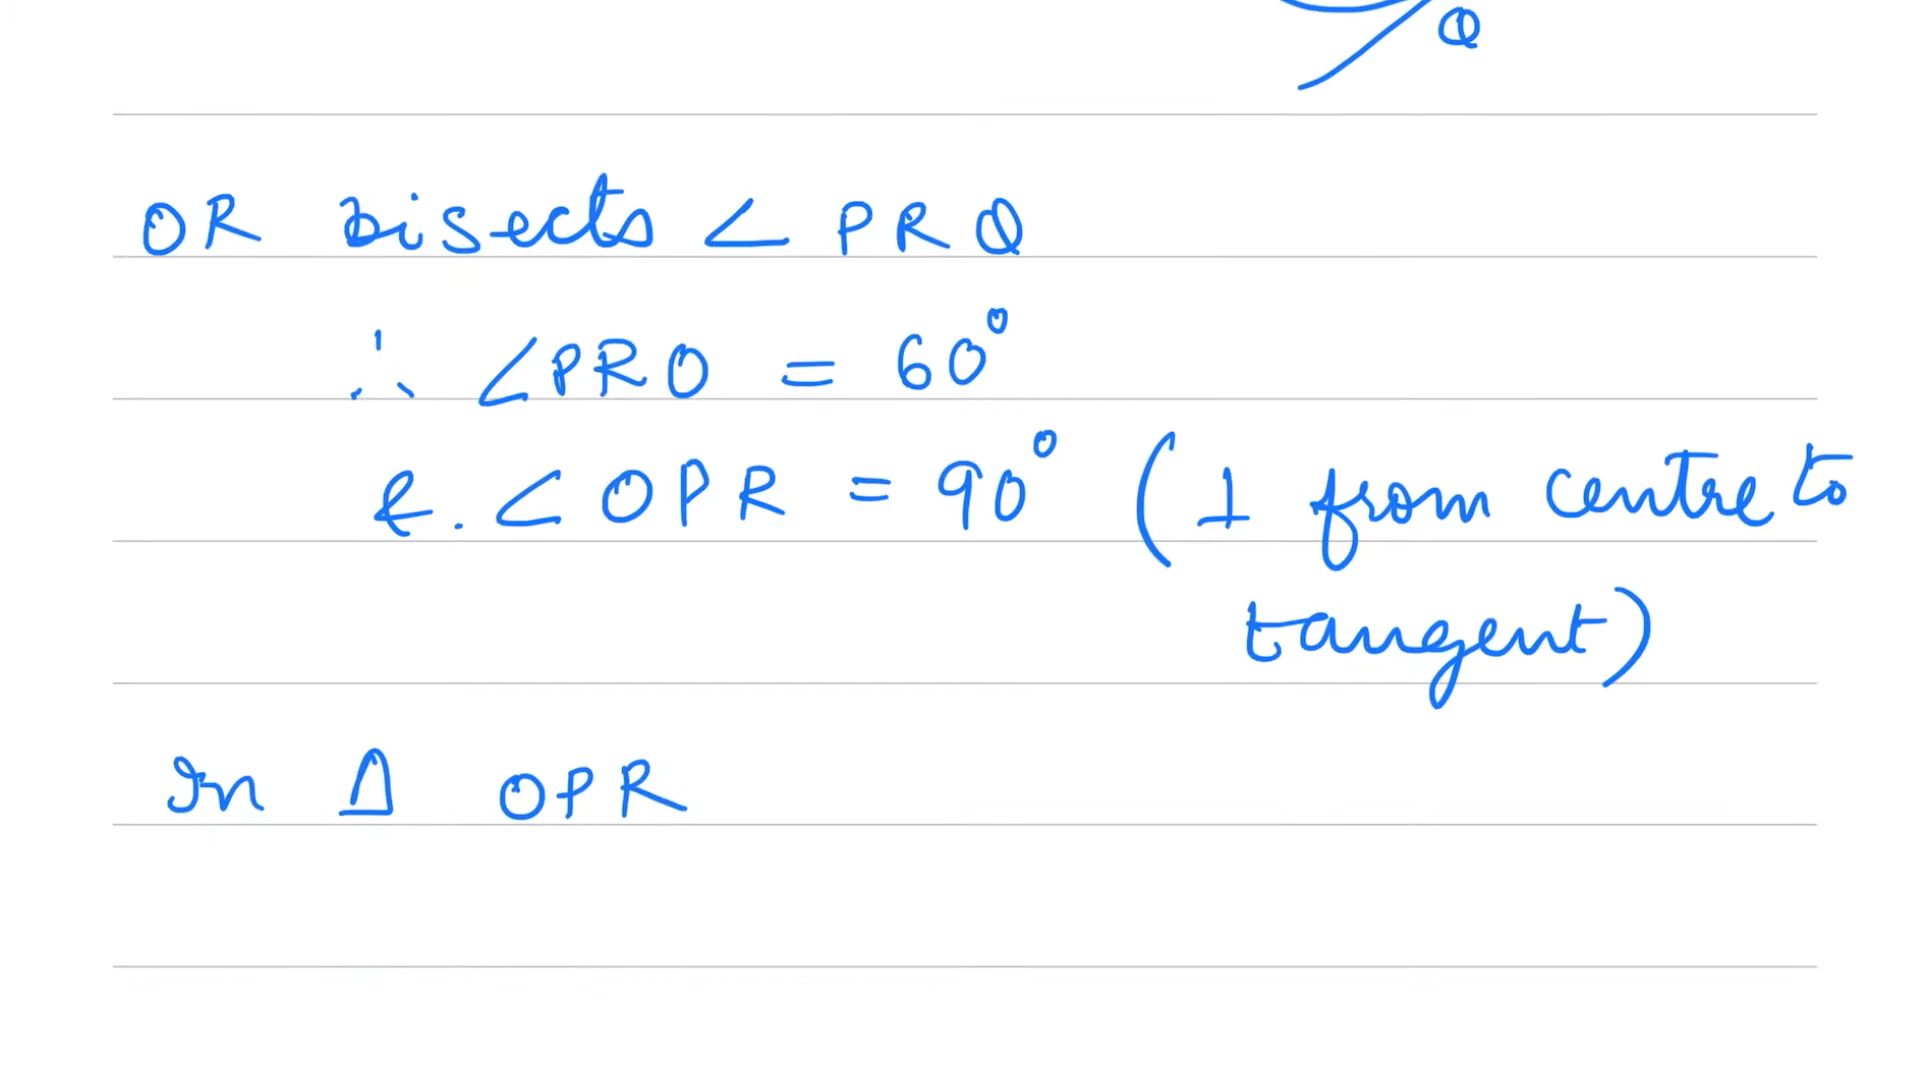 Q
OR bisects ∠ PRQ
∴ ∠PRO = 60°
&. ∠ OPR = 90° (⊥ from centre to
tangent)
In Δ OPR